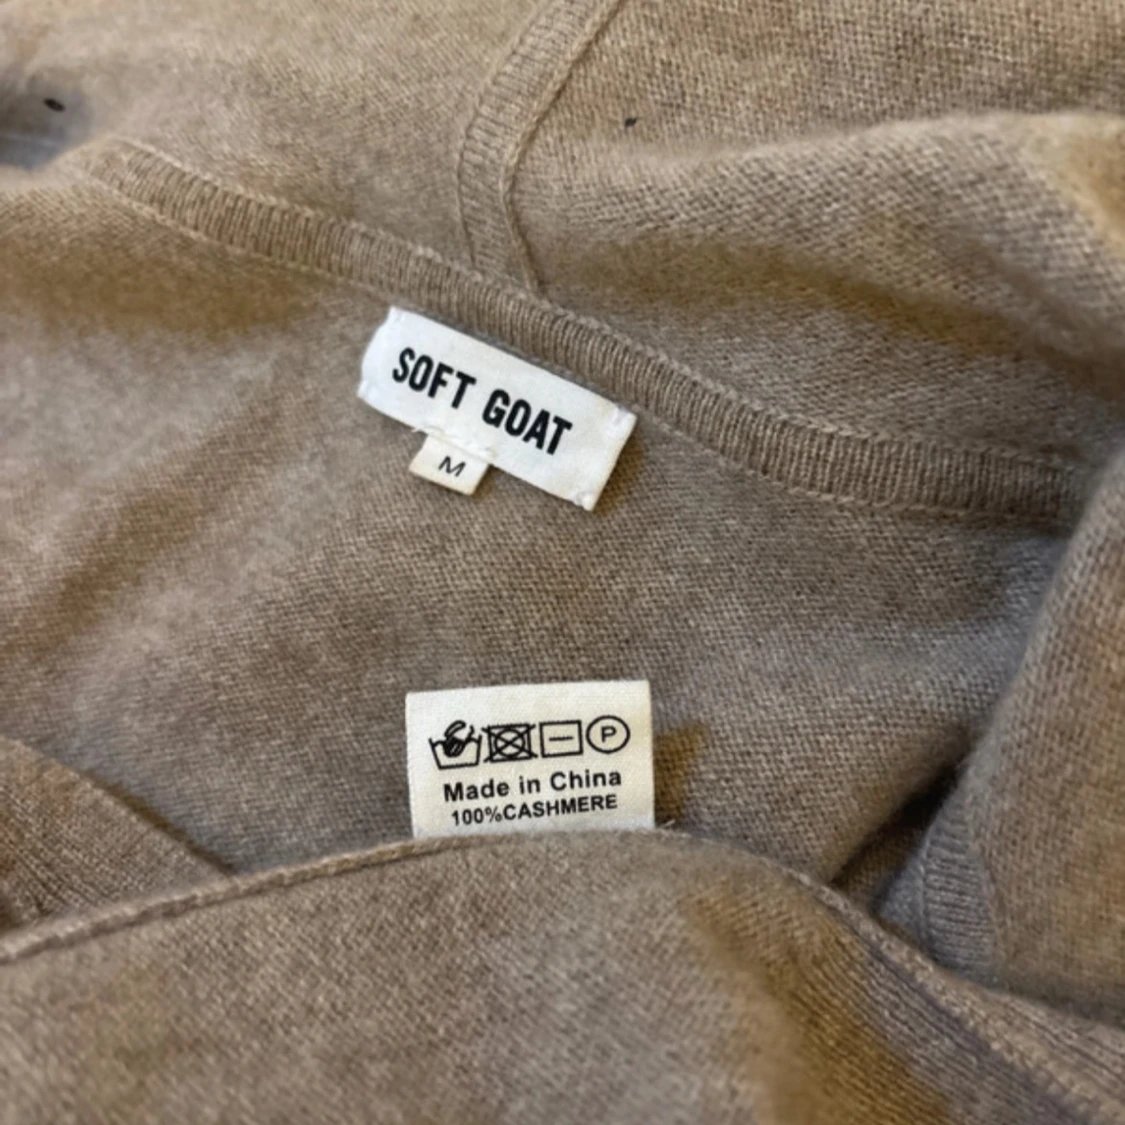 SOFT GOAT
M
P
Made in China
100%CASHMERE